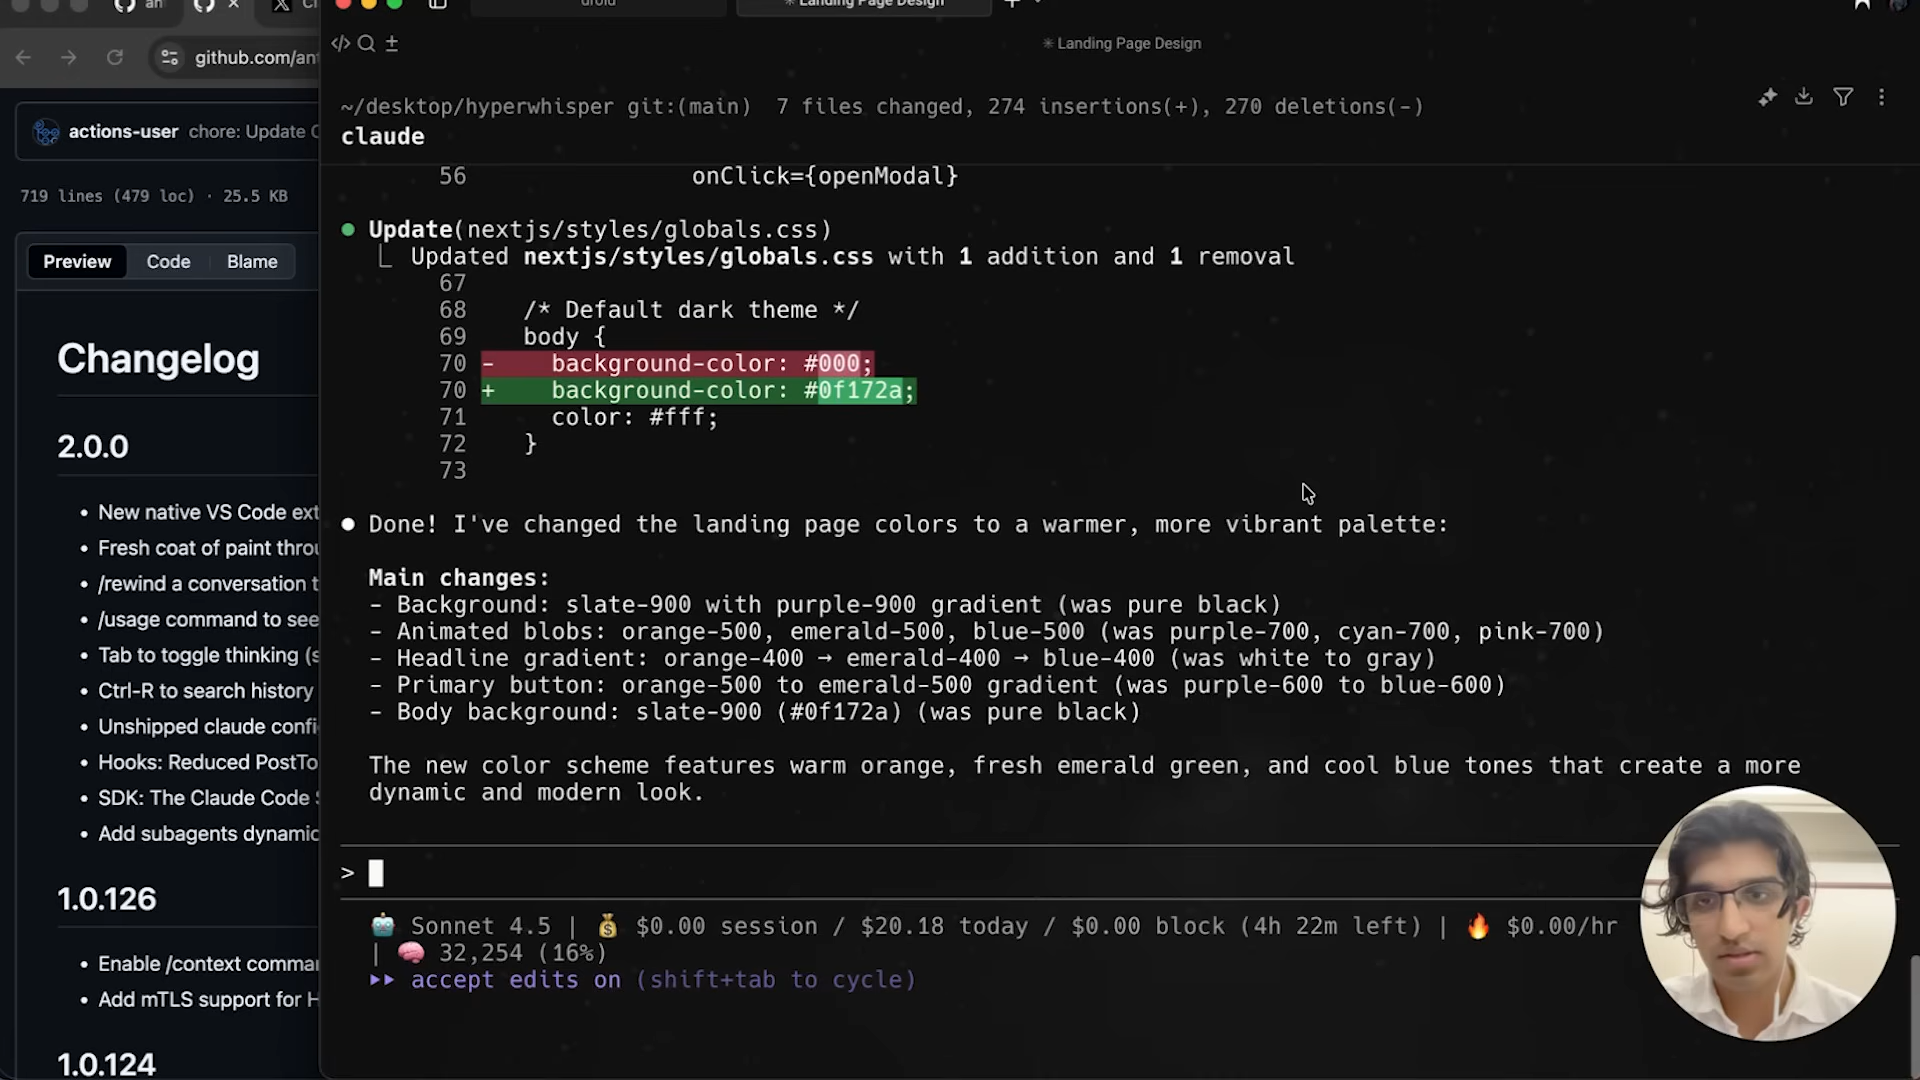 github.com/ant
actions-user chore: Update C
719 lines (479 loc) · 25.5 KB
Preview Code Blame
Changelog
2.0.0
• New native VS Code ext
• Fresh coat of paint throu
• /rewind a conversation t
• /usage command to see
• Tab to toggle thinking (s
• Ctrl-R to search history
• Unshipped claude confi
• Hooks: Reduced PostTo
• SDK: The Claude Code S
• Add subagents dynamic
1.0.126
• Enable /context comman
• Add mTLS support for H
1.0.124
droid
✳ Landing Page Design
✳ Landing Page Design
~/desktop/hyperwhisper git:(main) 7 files changed, 274 insertions(+), 270 deletions(-)
claude
56 onClick={openModal}
● Update(nextjs/styles/globals.css)
⎿ Updated nextjs/styles/globals.css with 1 addition and 1 removal
67
68 /* Default dark theme */
69 body {
70 - background-color: #000;
70 + background-color: #0f172a;
71 color: #fff;
72 }
73
● Done! I've changed the landing page colors to a warmer, more vibrant palette:
Main changes:
- Background: slate-900 with purple-900 gradient (was pure black)
- Animated blobs: orange-500, emerald-500, blue-500 (was purple-700, cyan-700, pink-700)
- Headline gradient: orange-400 → emerald-400 → blue-400 (was white to gray)
- Primary button: orange-500 to emerald-500 gradient (was purple-600 to blue-600)
- Body background: slate-900 (#0f172a) (was pure black)
The new color scheme features warm orange, fresh emerald green, and cool blue tones that create a more
dynamic and modern look.
>
🤖 Sonnet 4.5 | 💰 $0.00 session / $20.18 today / $0.00 block (4h 22m left) | 🔥 $0.00/hr
| 🧠 32,254 (16%)
⏵⏵ accept edits on (shift+tab to cycle)